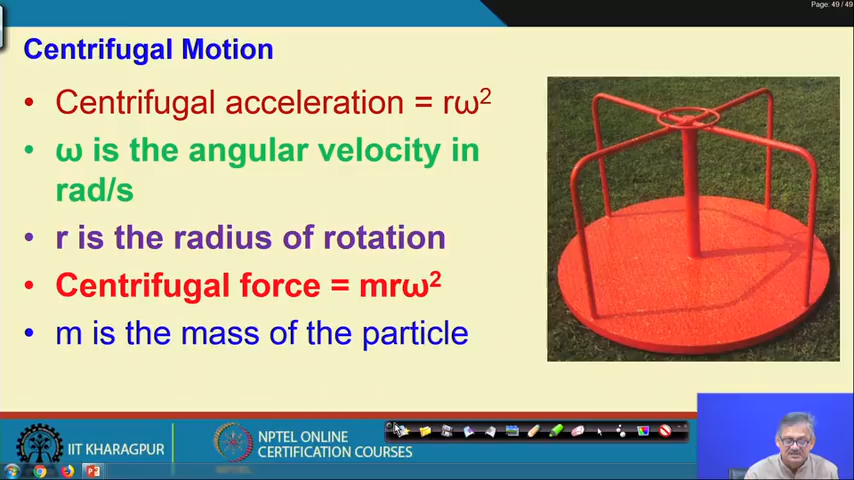 Page: 49 / 49
Centrifugal Motion
• Centrifugal acceleration = rω²
• ω is the angular velocity in
rad/s
• r is the radius of rotation
• Centrifugal force = mrω²
• m is the mass of the particle
IIT KHARAGPUR
NPTEL ONLINE
CERTIFICATION COURSES